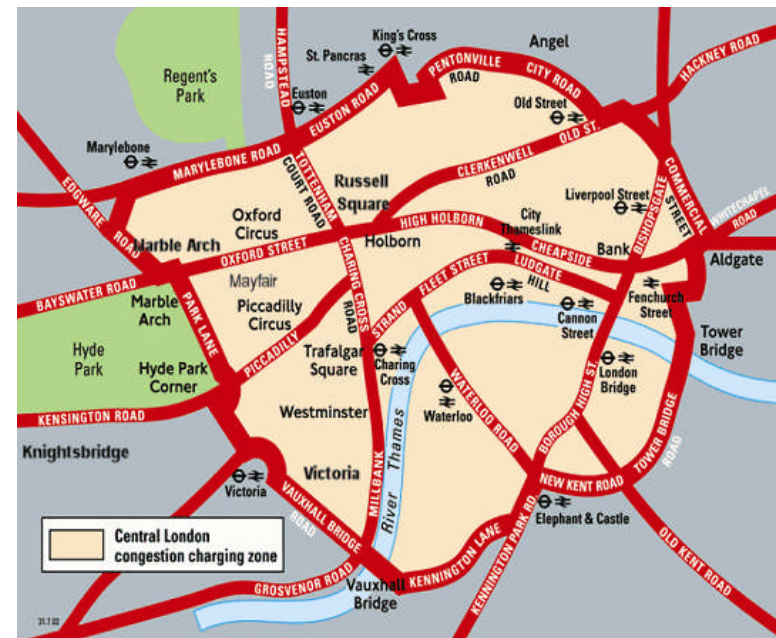 King's Cross
St. Pancras
Angel
HAMPSTEAD
ROAD
PENTONVILLE
ROAD
CITY ROAD
HACKNEY ROAD
Regent's
Park
Euston
EUSTON ROAD
Old Street
OLD ST.
Marylebone
MARYLEBONE ROAD
TOTTENHAM
COURT ROAD
CLERKENWELL
ROAD
COMMERCIAL
STREET
Russell
Square
EDGWARE ROAD
Oxford
Circus
Liverpool Street
BISHOPSGATE
WHITECHAPEL
ROAD
Marble Arch
OXFORD STREET
HIGH HOLBORN
Holborn
City
Thameslink
CHEAPSIDE
Bank
Aldgate
BAYSWATER ROAD
Mayfair
CHARING CROSS
ROAD
FLEET STREET
LUDGATE
HILL
Marble
Arch
PARK LANE
Piccadilly
Circus
STRAND
Blackfriars
Cannon
Street
Fenchurch
Street
Hyde
Park
Hyde Park
Corner
PICCADILLY
Trafalgar
Square
Charing
Cross
Tower
Bridge
London
Bridge
KENSINGTON ROAD
Westminster
Waterloo
WATERLOO ROAD
BOROUGH HIGH ST.
TOWER BRIDGE
ROAD
Knightsbridge
Victoria
Victoria
MILLBANK
River Thames
NEW KENT ROAD
VAUXHALL BRIDGE
ROAD
Elephant & Castle
KENNINGTON PARK RD.
OLD KENT ROAD
Central London
congestion charging zone
KENNINGTON LANE
GROSVENOR ROAD
Vauxhall
Bridge
31.7.02